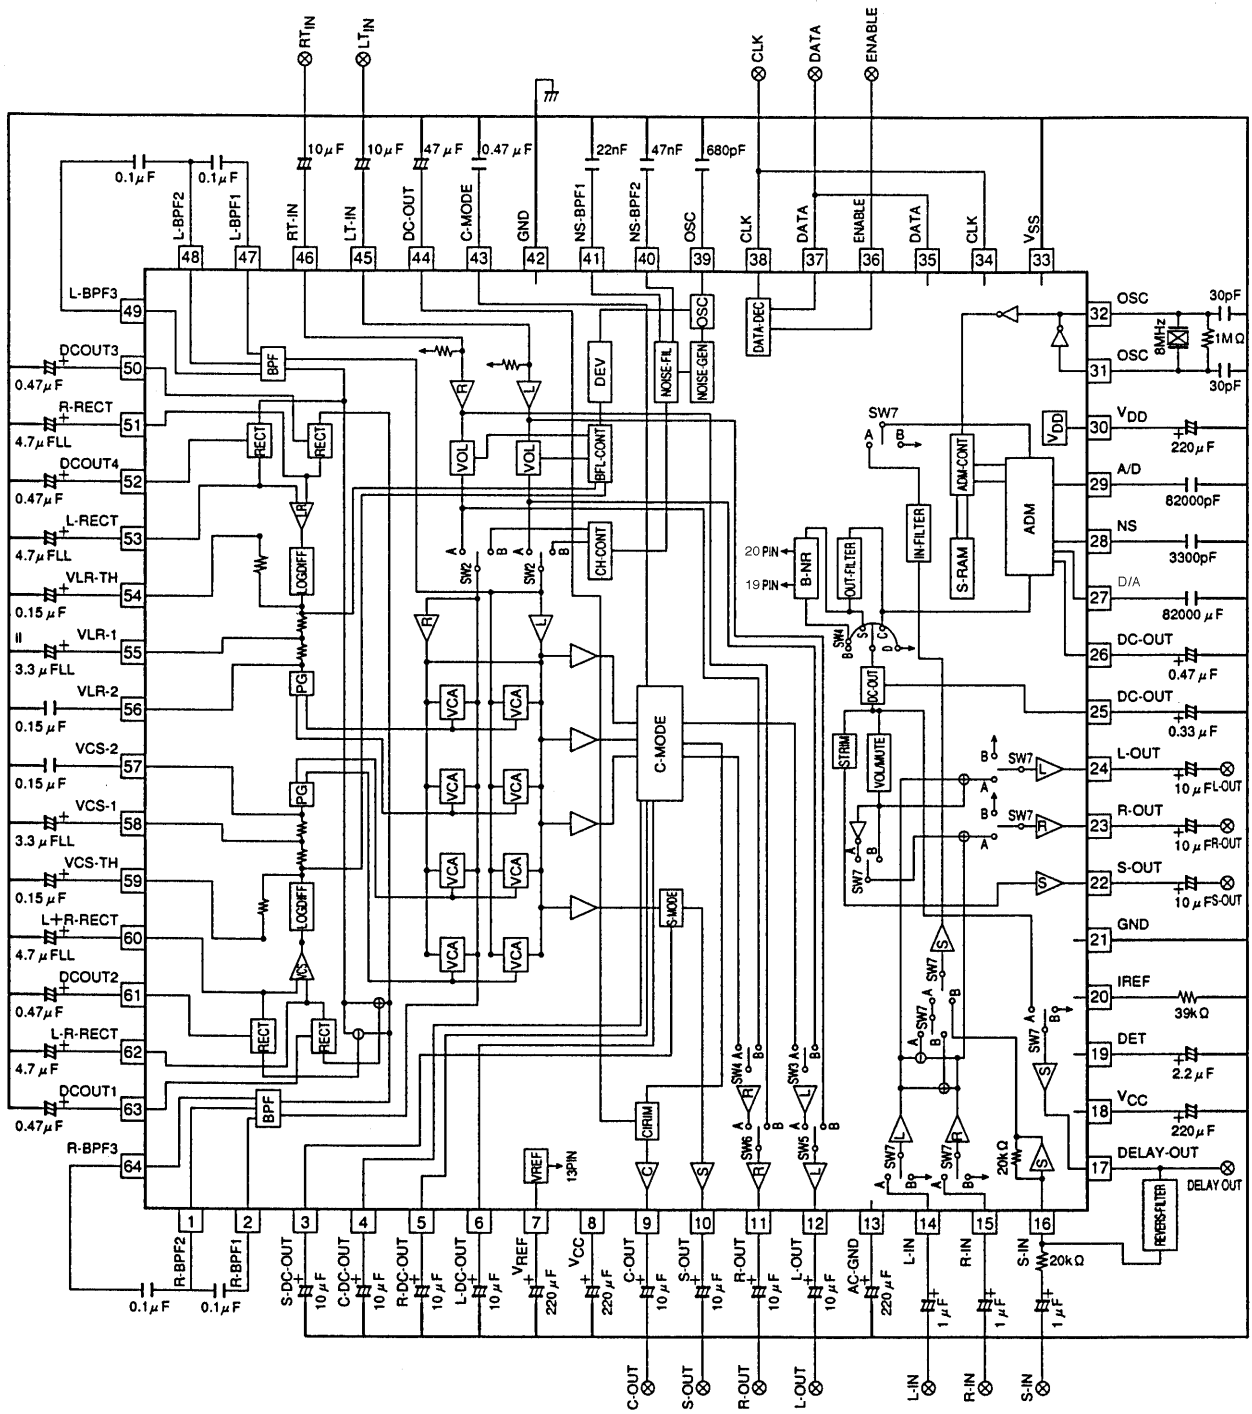 RTIN
LTIN
CLK
DATA
ENABLE
0.1µF
0.1µF
10µF
10µF
47µF
0.47µF
22nF
47nF
680pF
L-BPF2
L-BPF1
RT-IN
LT-IN
DC-OUT
C-MODE
GND
NS-BPF1
NS-BPF2
OSC
CLK
DATA
ENABLE
DATA
CLK
VSS
48
47
46
45
44
43
42
41
40
39
38
37
36
35
34
33
L-BPF3
49
DCOUT3
50
0.47µF
R-RECT
51
4.7µFLL
DCOUT4
52
0.47µF
L-RECT
53
4.7µFLL
VLR-TH
54
0.15µF
VLR-1
55
3.3µFLL
VLR-2
56
0.15µF
VCS-2
57
0.15µF
VCS-1
58
3.3µFLL
VCS-TH
59
0.15µF
L+R-RECT
60
4.7µFLL
DCOUT2
61
0.47µF
L-R-RECT
62
4.7µF
DCOUT1
63
0.47µF
R-BPF3
64
BPF
RECT
RECT
LR
LOGDIFF
PG
PG
LOGDIFF
VCS
RECT
RECT
BPF
R
L
VOL
VOL
DEV
BFL-CONT
CH-CONT
NOISE-FIL
OSC
NOISE-GEN
DATA-DEC
A
B
SW2
A
B
SW2
R
L
VCA
VCA
VCA
VCA
VCA
VCA
VCA
VCA
C-MODE
S-MODE
CIRIM
C
S
VREF
13PIN
A
B
SW4
R
A
B
SW6
R
A
B
SW3
L
A
B
SW5
L
20 PIN
19 PIN
B-NR
OUT-FILTER
IN-FILTER
SW7
A
B
ADM-CONT
S-RAM
ADM
VDD
SW4
B
S
C
D
DC-OUT
STRIM
VOL/MUTE
A
B
SW7
B
A
SW7
L
B
A
SW7
R
S
S
SW7
A
B
SW7
A
B
L
SW7
A
B
R
SW7
A
B
A
B
SW7
S
20kΩ
S
OSC
32
30pF
8MHz
1MΩ
OSC
31
30pF
VDD
30
220µF
A/D
29
82000pF
NS
28
3300pF
D/A
27
82000µF
DC-OUT
26
0.47µF
DC-OUT
25
0.33µF
L-OUT
24
10µF
L-OUT
R-OUT
23
10µF
R-OUT
S-OUT
22
10µF
S-OUT
GND
21
IREF
20
39kΩ
DET
19
2.2µF
VCC
18
220µF
DELAY-OUT
17
DELAY OUT
REVERS-FILTER
1
2
3
4
5
6
7
8
9
10
11
12
13
14
15
16
R-BPF2
R-BPF1
S-DC-OUT
C-DC-OUT
R-DC-OUT
L-DC-OUT
VREF
VCC
C-OUT
S-OUT
R-OUT
L-OUT
AC-GND
L-IN
R-IN
S-IN
20kΩ
0.1µF
0.1µF
10µF
10µF
10µF
10µF
220µF
220µF
10µF
10µF
10µF
10µF
220µF
1µF
1µF
1µF
C-OUT
S-OUT
R-OUT
L-OUT
L-IN
R-IN
S-IN